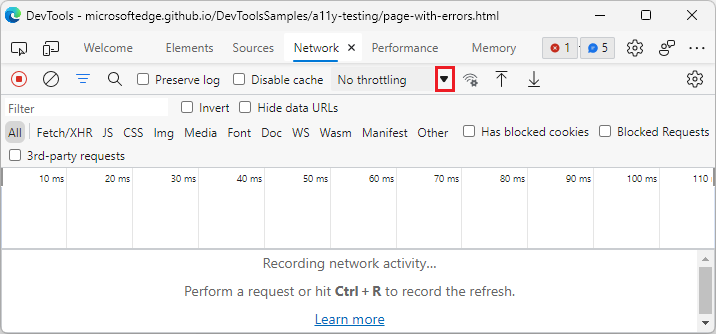 DevTools - microsoftedge.github.io/DevToolsSamples/a11y-testing/page-with-errors.html
Welcome Elements Sources Network Performance Memory 1 5
Preserve log Disable cache No throttling
Filter Invert Hide data URLs
All Fetch/XHR JS CSS Img Media Font Doc WS Wasm Manifest Other Has blocked cookies Blocked Requests
3rd-party requests
10 ms 20 ms 30 ms 40 ms 50 ms 60 ms 70 ms 80 ms 90 ms 100 ms 110
Recording network activity...
Perform a request or hit Ctrl + R to record the refresh.
Learn more